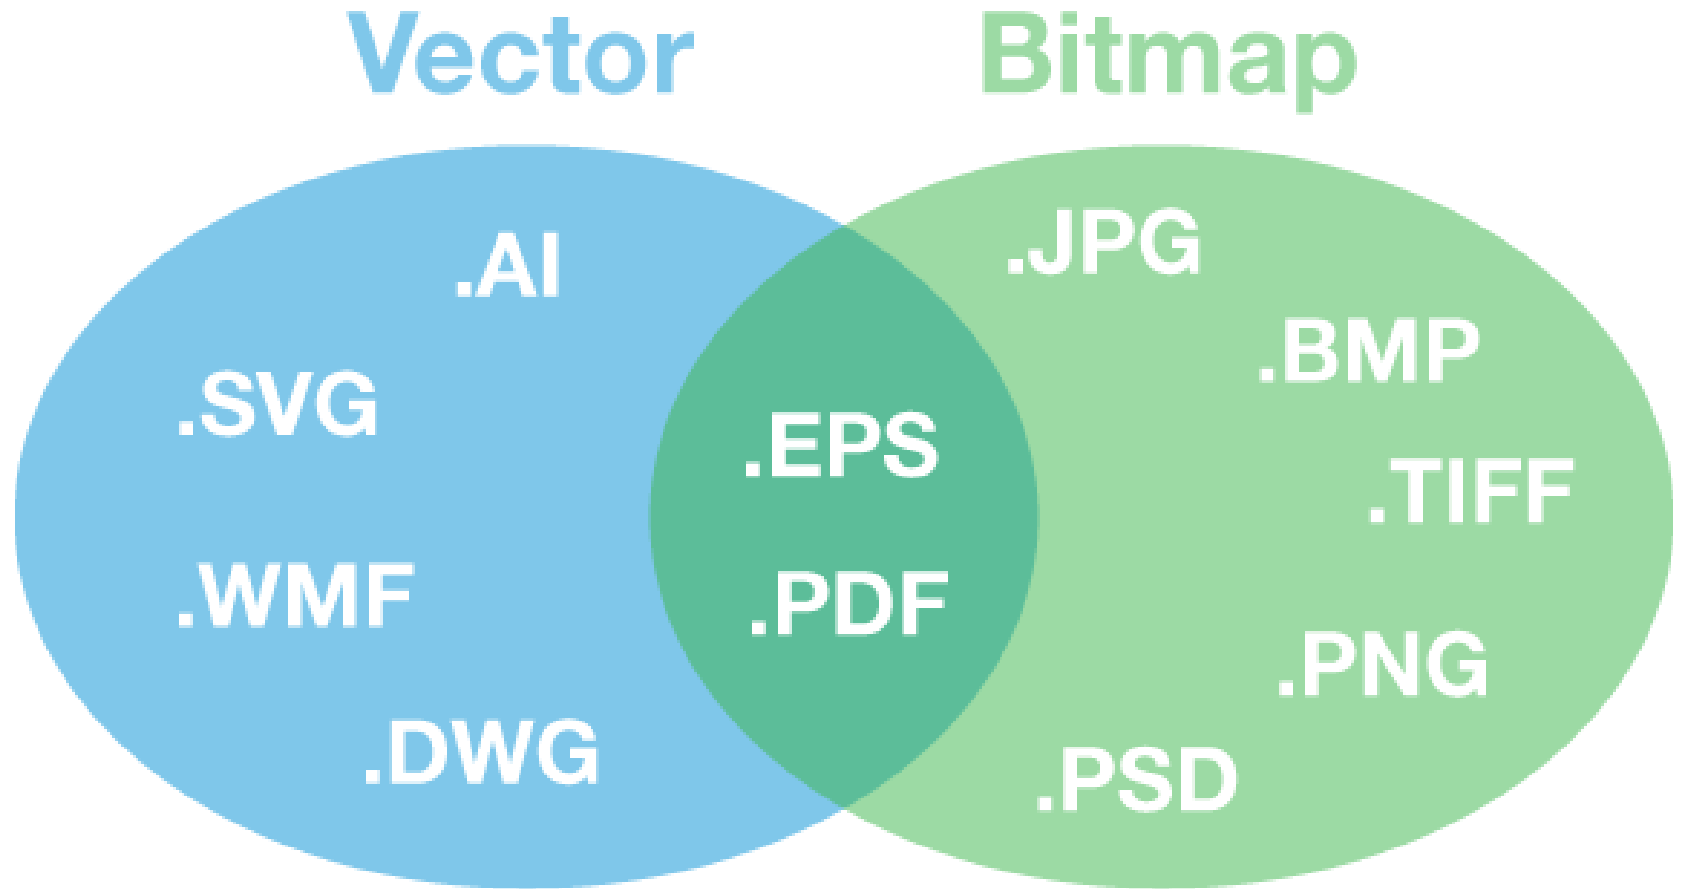 Vector
Bitmap
.AI
.SVG
.WMF
.DWG
.EPS
.PDF
.JPG
.BMP
.TIFF
.PNG
.PSD